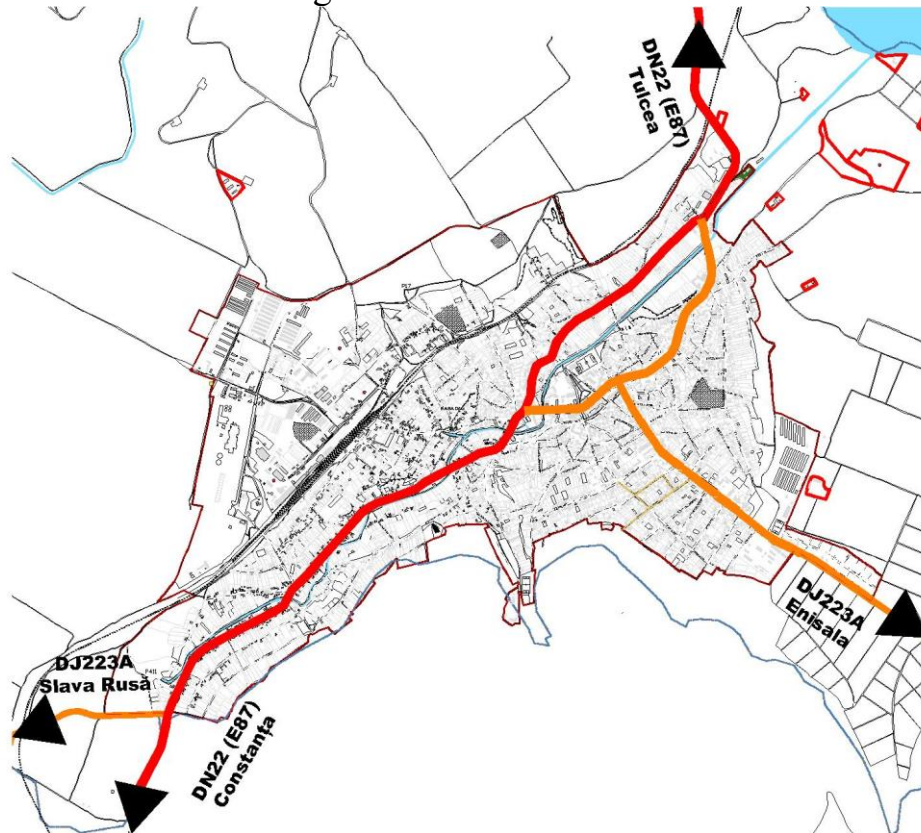 DN22 (E87)
Tulcea
DJ223A
Enisala
DJ223A
Slava Rusă
DN22 (E87)
Constanța